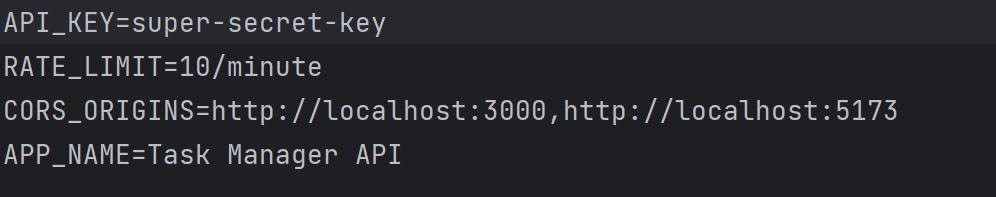 API_KEY=super-secret-key
RATE_LIMIT=10/minute
CORS_ORIGINS=http://localhost:3000,http://localhost:5173
APP_NAME=Task Manager API